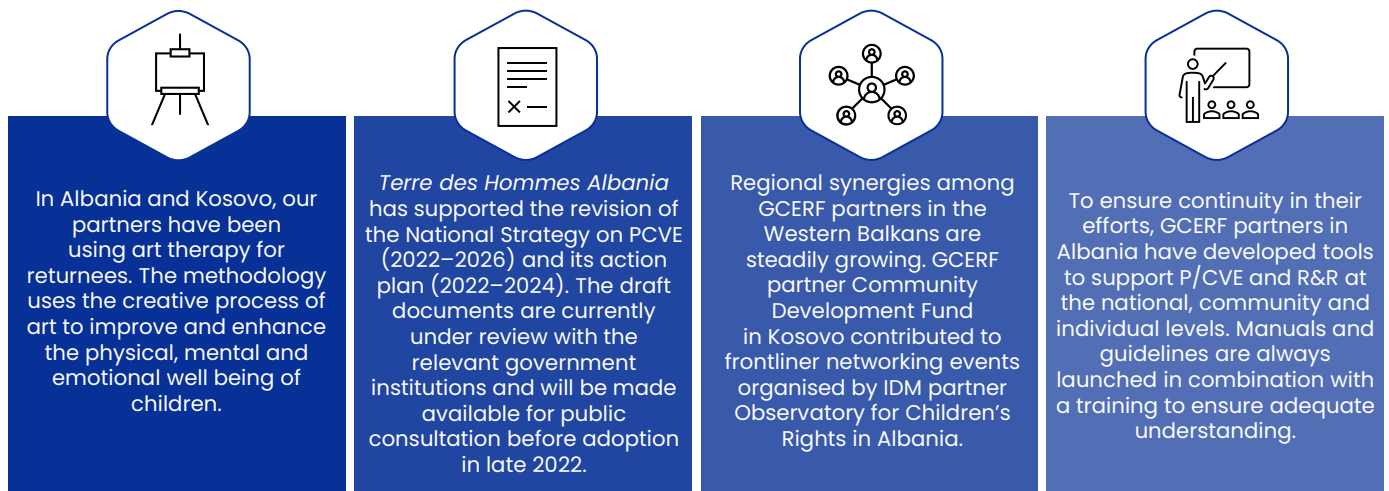 In Albania and Kosovo, our
partners have been
using art therapy for
returnees. The methodology
uses the creative process of
art to improve and enhance
the physical, mental and
emotional well being of
children.
Terre des Hommes Albania
has supported the revision of
the National Strategy on PCVE
(2022–2026) and its action
plan (2022–2024). The draft
documents are currently
under review with the
relevant government
institutions and will be made
available for public
consultation before adoption
in late 2022.
Regional synergies among
GCERF partners in the
Western Balkans are
steadily growing. GCERF
partner Community
Development Fund
in Kosovo contributed to
frontliner networking events
organised by IDM partner
Observatory for Children’s
Rights in Albania.
To ensure continuity in their
efforts, GCERF partners in
Albania have developed tools
to support P/CVE and R&R at
the national, community and
individual levels. Manuals and
guidelines are always
launched in combination with
a training to ensure adequate
understanding.